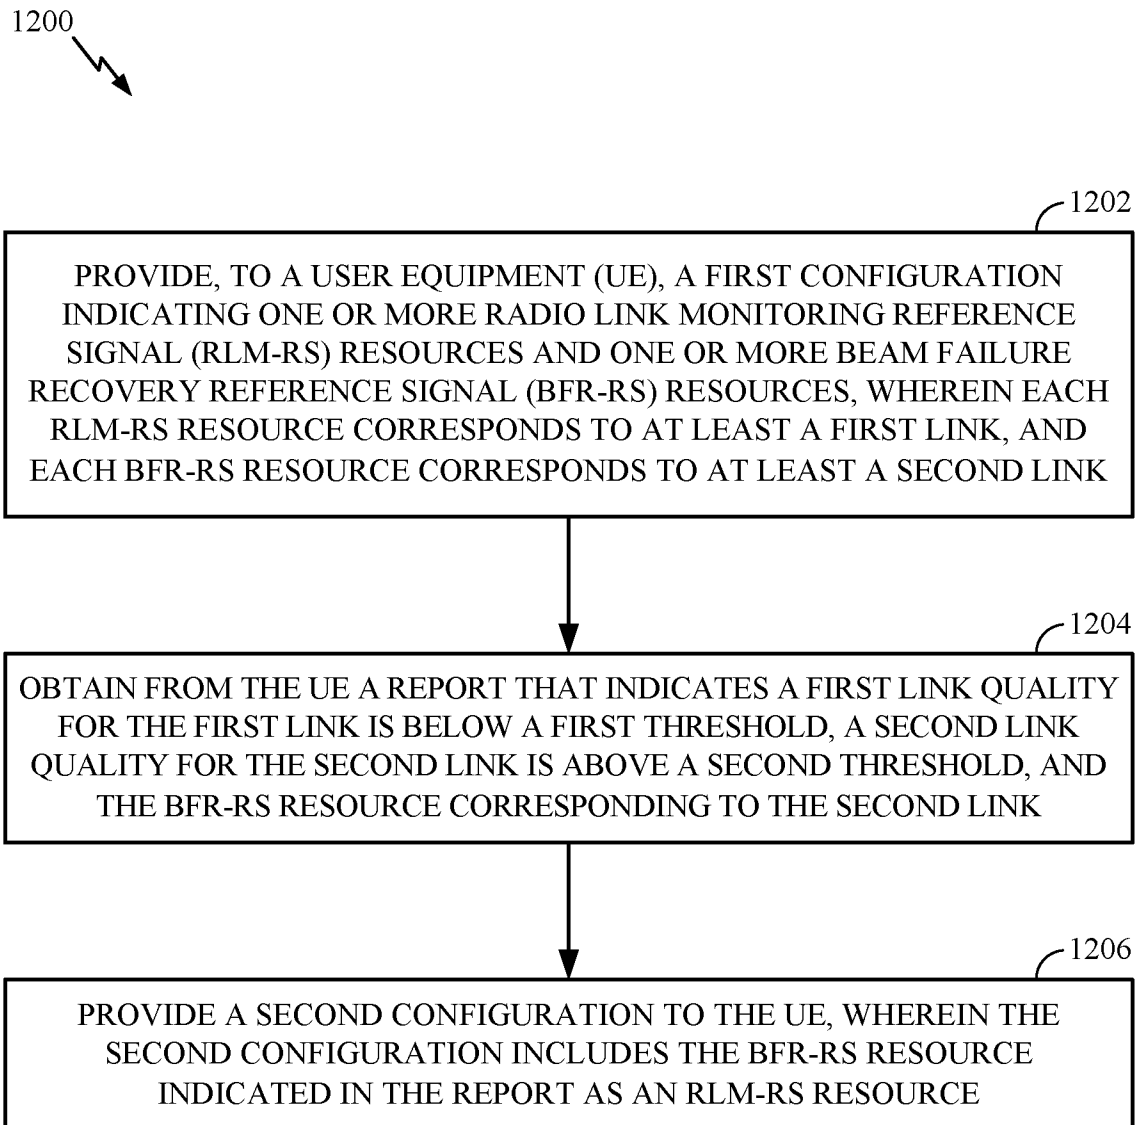 1200
1202
PROVIDE, TO A USER EQUIPMENT (UE), A FIRST CONFIGURATION
INDICATING ONE OR MORE RADIO LINK MONITORING REFERENCE
SIGNAL (RLM-RS) RESOURCES AND ONE OR MORE BEAM FAILURE
RECOVERY REFERENCE SIGNAL (BFR-RS) RESOURCES, WHEREIN EACH
RLM-RS RESOURCE CORRESPONDS TO AT LEAST A FIRST LINK, AND
EACH BFR-RS RESOURCE CORRESPONDS TO AT LEAST A SECOND LINK
1204
OBTAIN FROM THE UE A REPORT THAT INDICATES A FIRST LINK QUALITY
FOR THE FIRST LINK IS BELOW A FIRST THRESHOLD, A SECOND LINK
QUALITY FOR THE SECOND LINK IS ABOVE A SECOND THRESHOLD, AND
THE BFR-RS RESOURCE CORRESPONDING TO THE SECOND LINK
1206
PROVIDE A SECOND CONFIGURATION TO THE UE, WHEREIN THE
SECOND CONFIGURATION INCLUDES THE BFR-RS RESOURCE
INDICATED IN THE REPORT AS AN RLM-RS RESOURCE